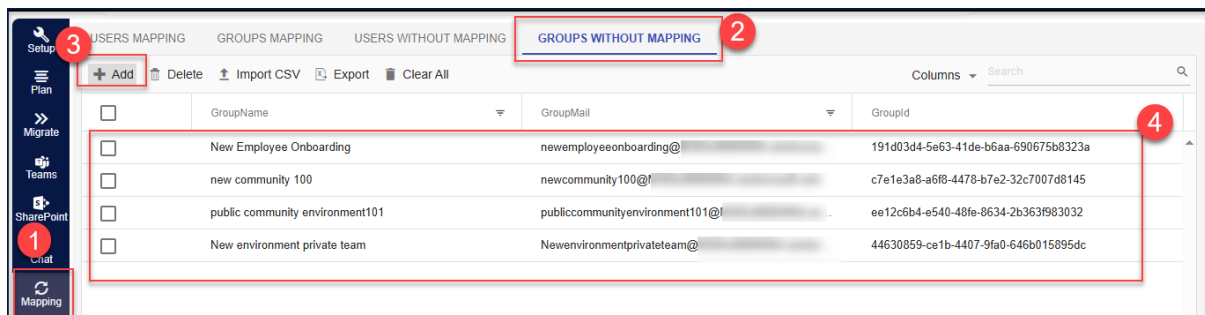 Setup
Plan
Migrate
Teams
SharePoint
1
Chat
Mapping
3
USERS MAPPING GROUPS MAPPING USERS WITHOUT MAPPING GROUPS WITHOUT MAPPING 2
+ Add Delete Import CSV Export Clear All Columns Search
GroupName GroupMail GroupId
4
New Employee Onboarding newemployeeonboarding@ 191d03d4-5e63-41de-b6aa-690675b8323a
new community 100 newcommunity100@ c7e1e3a8-a6f8-4478-b7e2-32c7007d8145
public community environment101 publiccommunityenvironment101@ ee12c6b4-e540-48fe-8634-2b363f983032
New environment private team Newenvironmentprivateteam@ 44630859-ce1b-4407-9fa0-646b015895dc